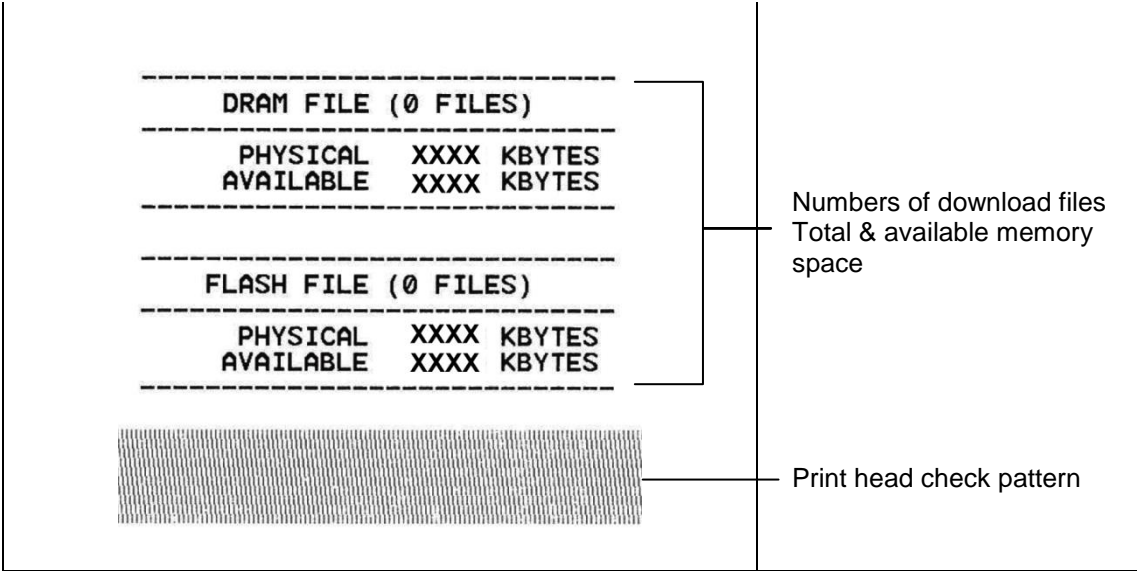 DRAM FILE (0 FILES)
PHYSICAL XXXX KBYTES
AVAILABLE XXXX KBYTES
FLASH FILE (0 FILES)
PHYSICAL XXXX KBYTES
AVAILABLE XXXX KBYTES
Numbers of download files
Total & available memory
space
Print head check pattern